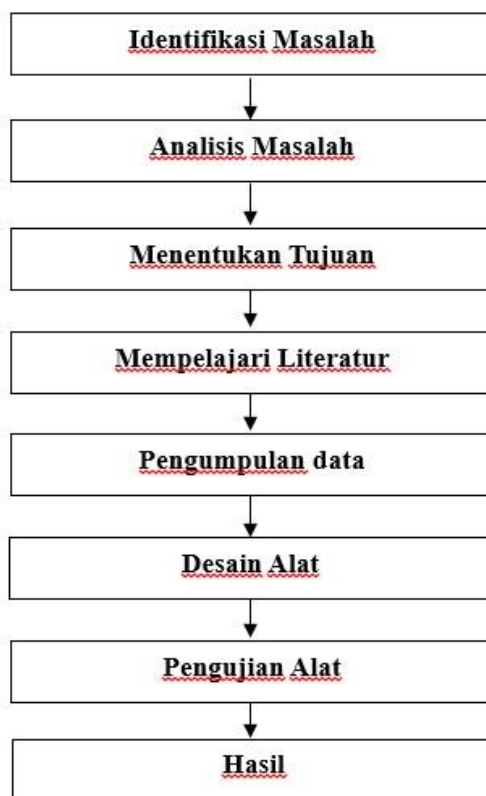 Identifikasi Masalah
Analisis Masalah
Menentukan Tujuan
Mempelajari Literatur
Pengumpulan data
Desain Alat
Pengujian Alat
Hasil